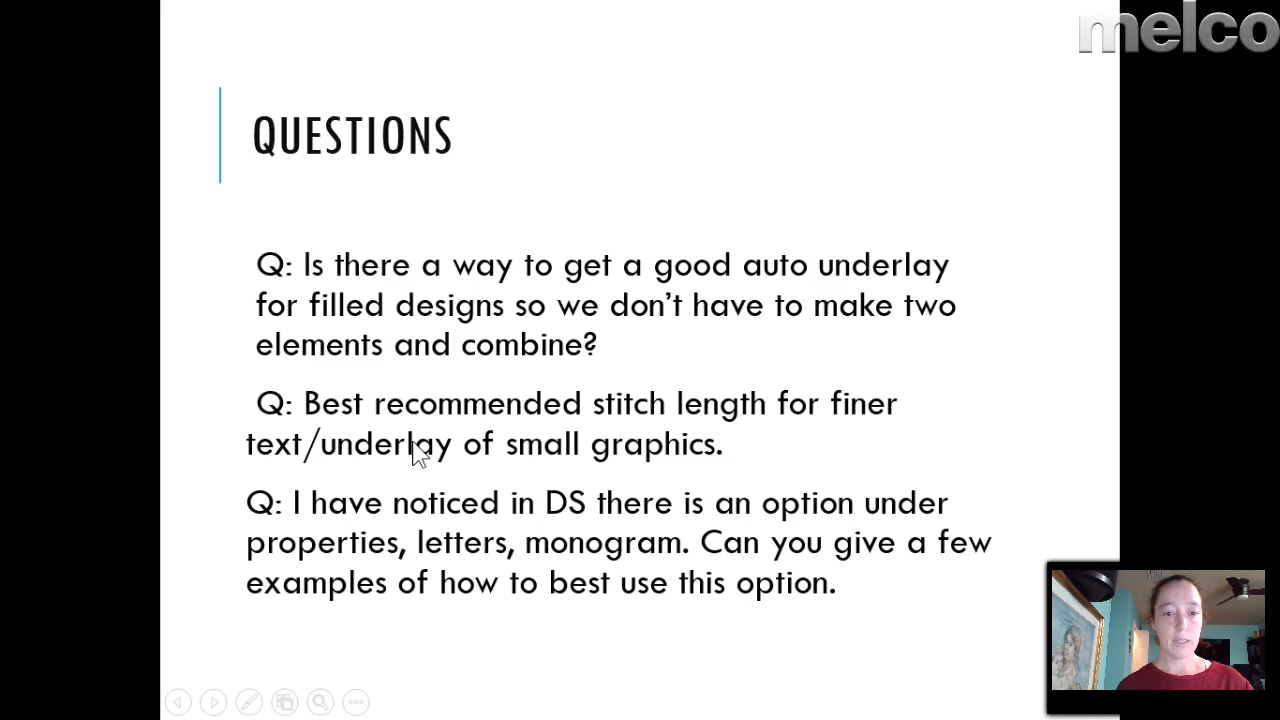 melco
QUESTIONS
Q: Is there a way to get a good auto underlay
for filled designs so we don't have to make two
elements and combine?
Q: Best recommended stitch length for finer
text/underlay of small graphics.
Q: I have noticed in DS there is an option under
properties, letters, monogram. Can you give a few
examples of how to best use this option.